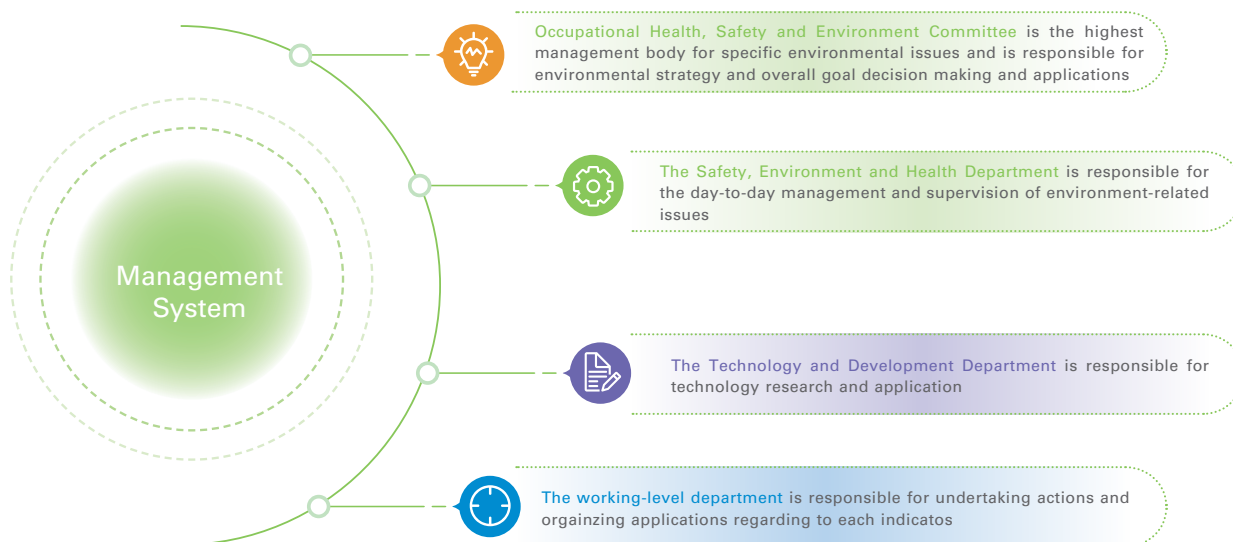 Occupational Health, Safety and Environment Committee is the highest
management body for specific environmental issues and is responsible for
environmental strategy and overall goal decision making and applications
The Safety, Environment and Health Department is responsible for
the day-to-day management and supervision of environment-related
issues
Management
System
The Technology and Development Department is responsible for
technology research and application
The working-level department is responsible for undertaking actions and
orgainzing applications regarding to each indicatos